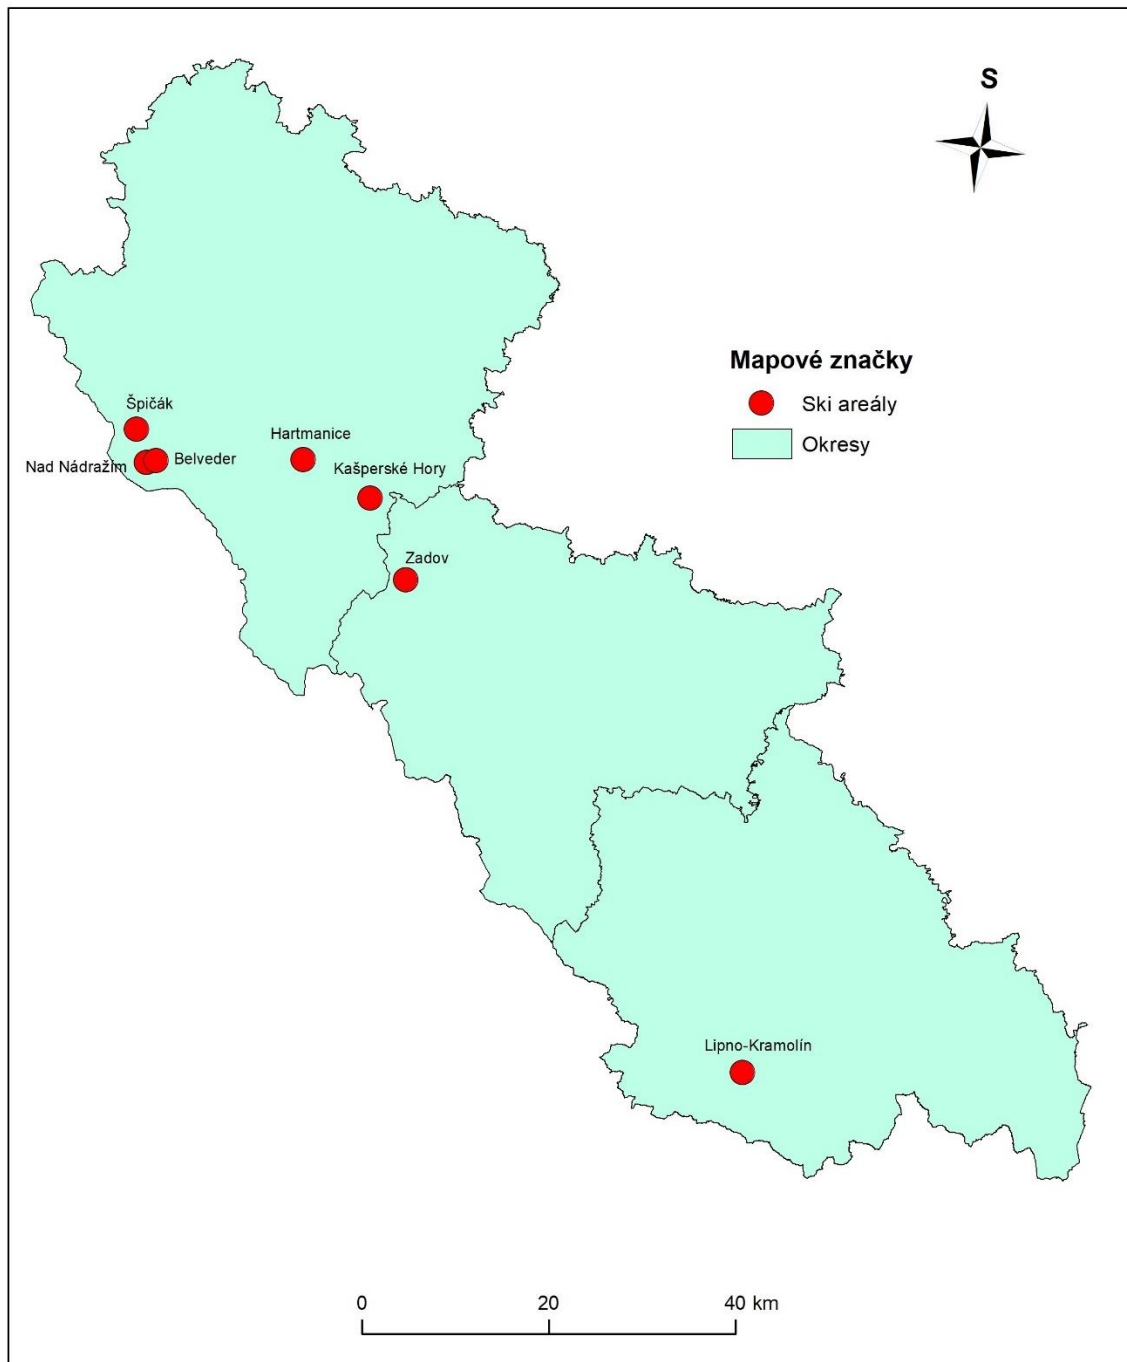 S
Mapové značky
Ski areály
Okresy
Špičák
Hartmanice
Nad Nádražím
Belveder
Kašperské Hory
Zadov
Lipno-Kramolín
0 20 40 km